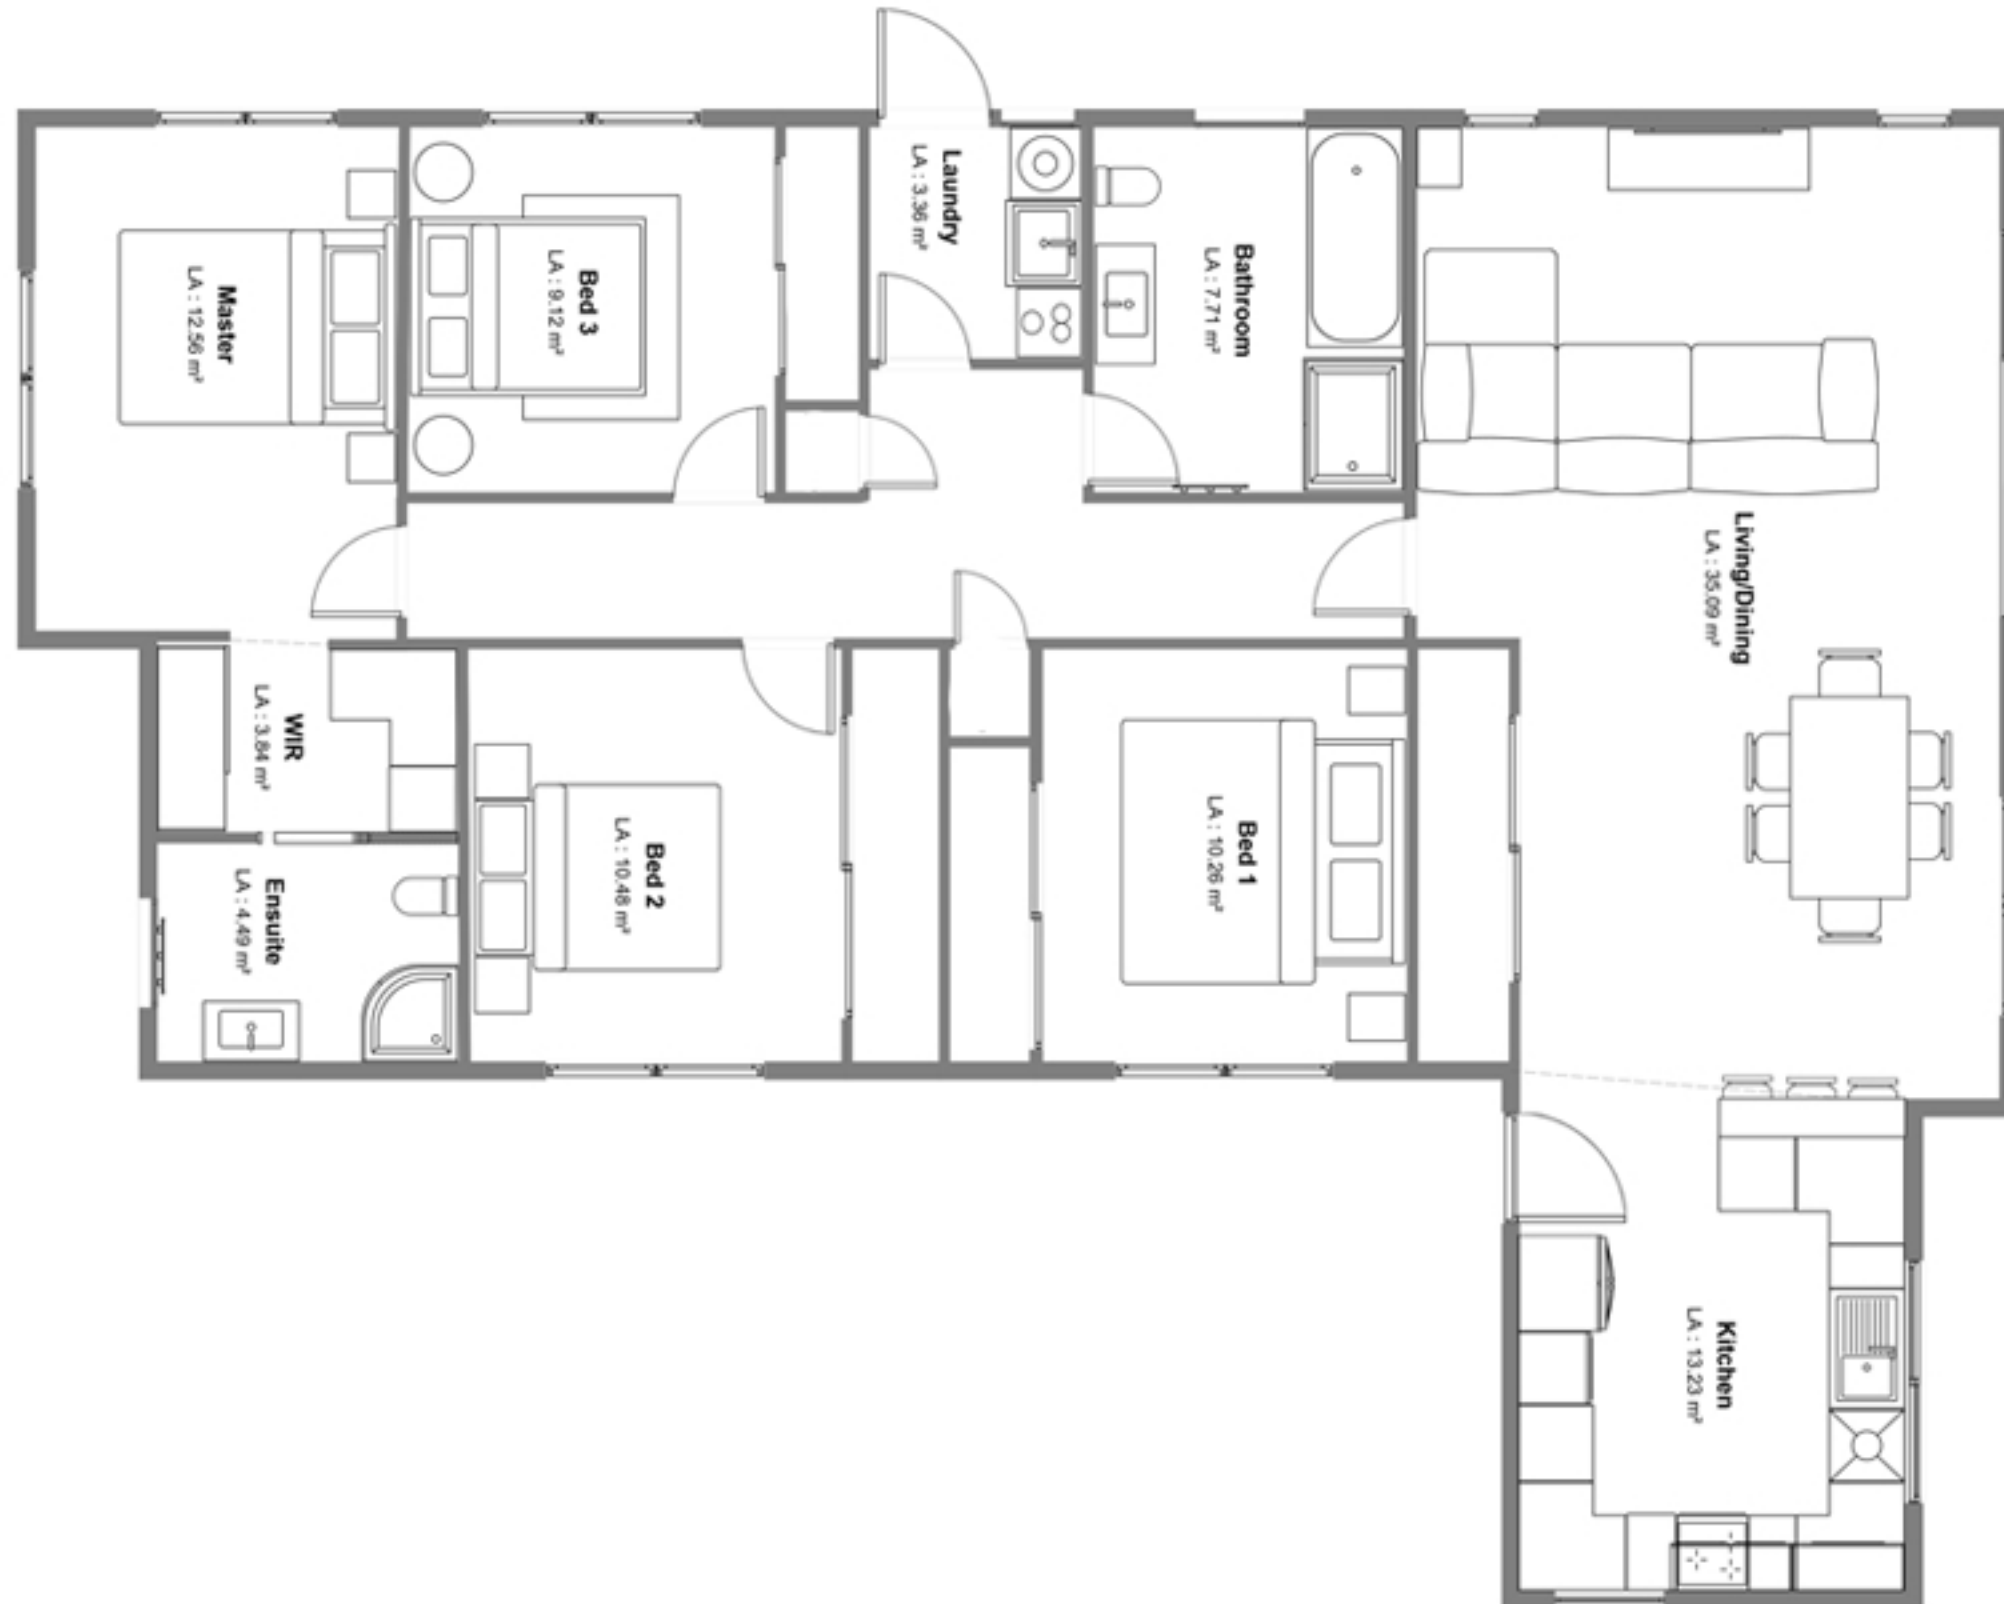 Master
LA : 12.56 m²
Bed 3
LA : 9.12 m²
Laundry
LA : 3.36 m²
Bathroom
LA : 7.71 m²
Living/Dining
LA : 35.09 m²
WIR
LA : 3.84 m²
Ensuite
LA : 4.49 m²
Bed 2
LA : 10.48 m²
Bed 1
LA : 10.26 m²
Kitchen
LA : 13.23 m²